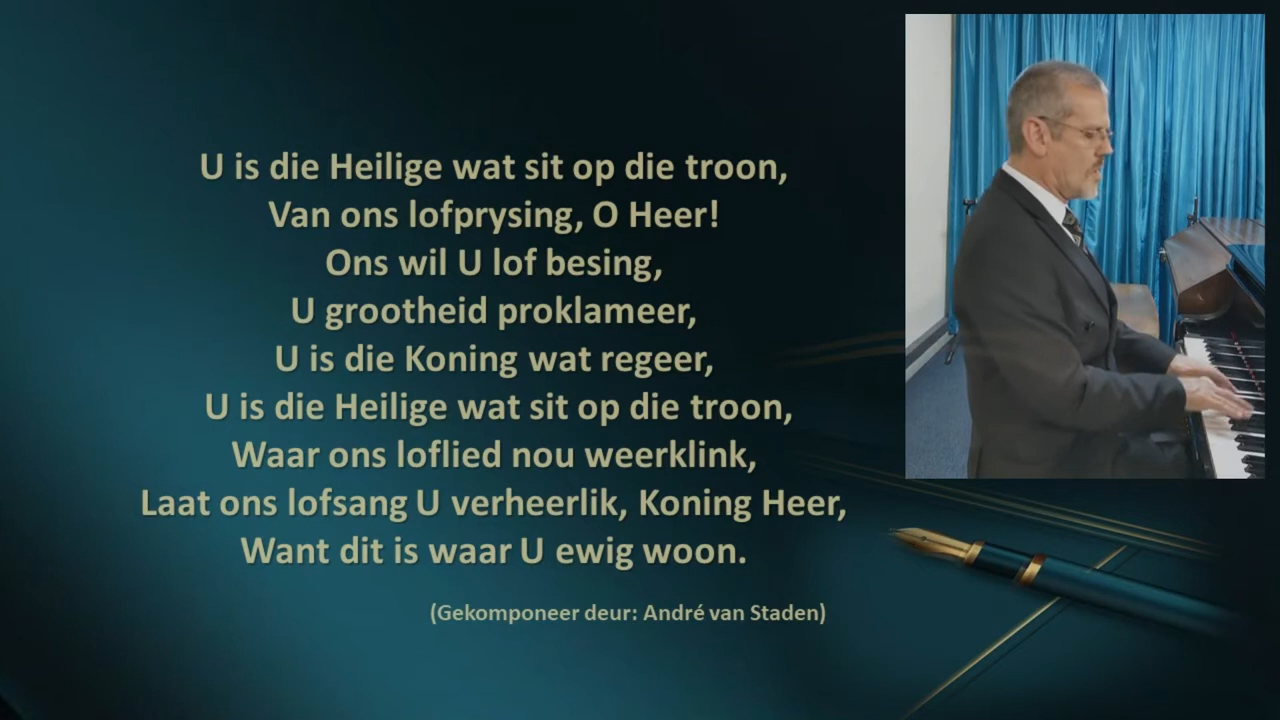 U is die Heilige wat sit op die troon,
Van ons lofprysing, O Heer!
Ons wil U lof besing,
U grootheid proklameer,
U is die Koning wat regeer,
U is die Heilige wat sit op die troon,
Waar ons loflied nou weerklink,
Laat ons lofsang U verheerlik, Koning Heer,
Want dit is waar U ewig woon.
(Gekomponeer deur: André van Staden)